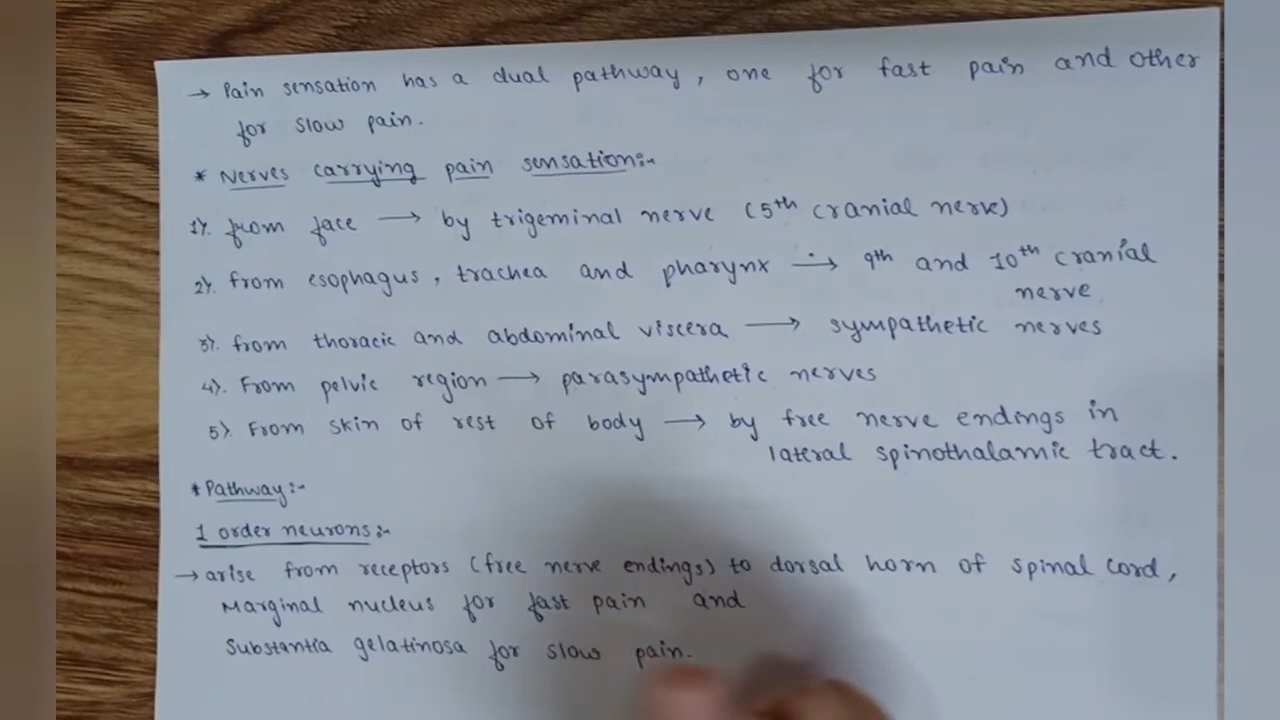 → Pain sensation has a dual pathway, one for fast pain and other
for slow pain.
* Nerves carrying pain sensation:-
1). from face → by trigeminal nerve (5th cranial nerve)
2). from esophagus, trachea and pharynx → 9th and 10th cranial
nerve
3). from thoracic and abdominal viscera → sympathetic nerves
4). From pelvic region → parasympathetic nerves
5). From skin of rest of body → by free nerve endings in
lateral spinothalamic tract.
* Pathway:-
1 order neurons:-
→ arise from receptors (free nerve endings) to dorsal horn of spinal cord,
Marginal nucleus for fast pain and
Substantia gelatinosa for slow pain.